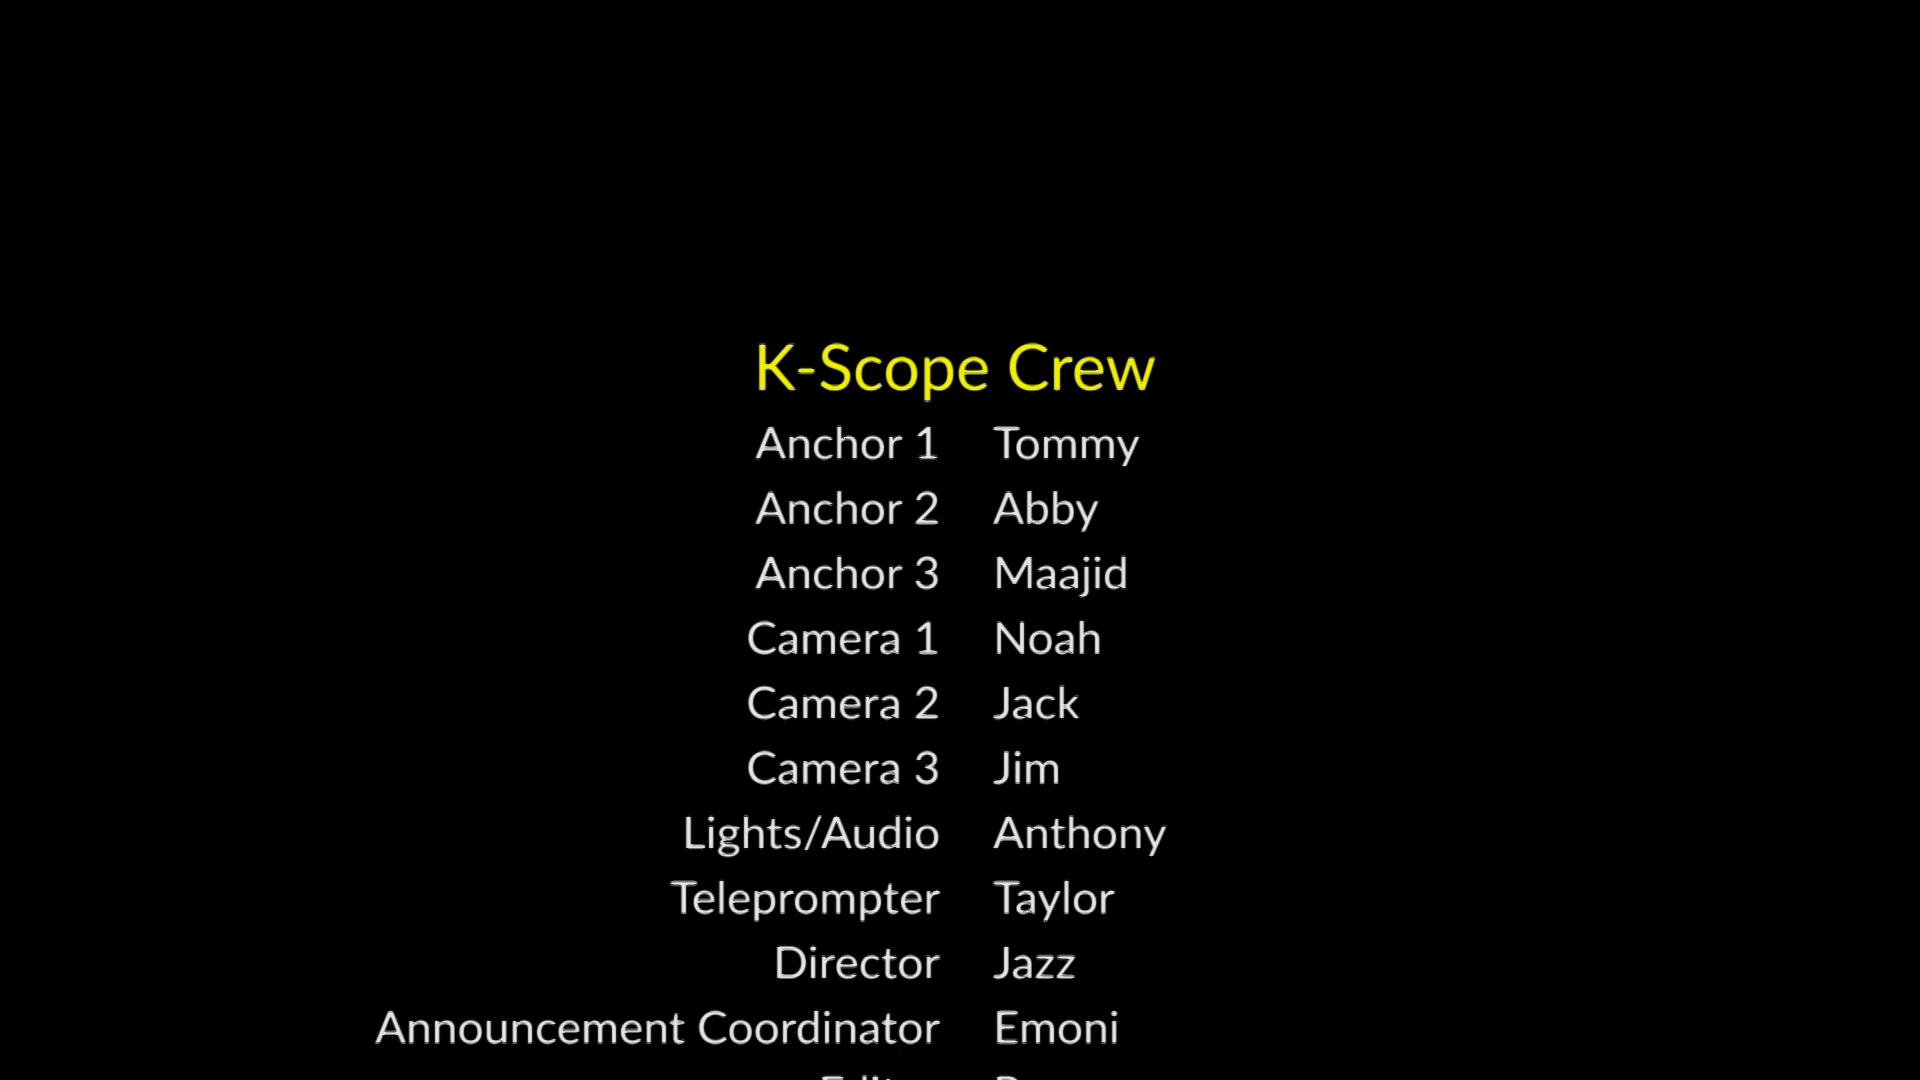 K-Scope Crew
Anchor 1 Tommy
Anchor 2 Abby
Anchor 3 Maajid
Camera 1 Noah
Camera 2 Jack
Camera 3 Jim
Lights/Audio Anthony
Teleprompter Taylor
Director Jazz
Announcement Coordinator Emoni